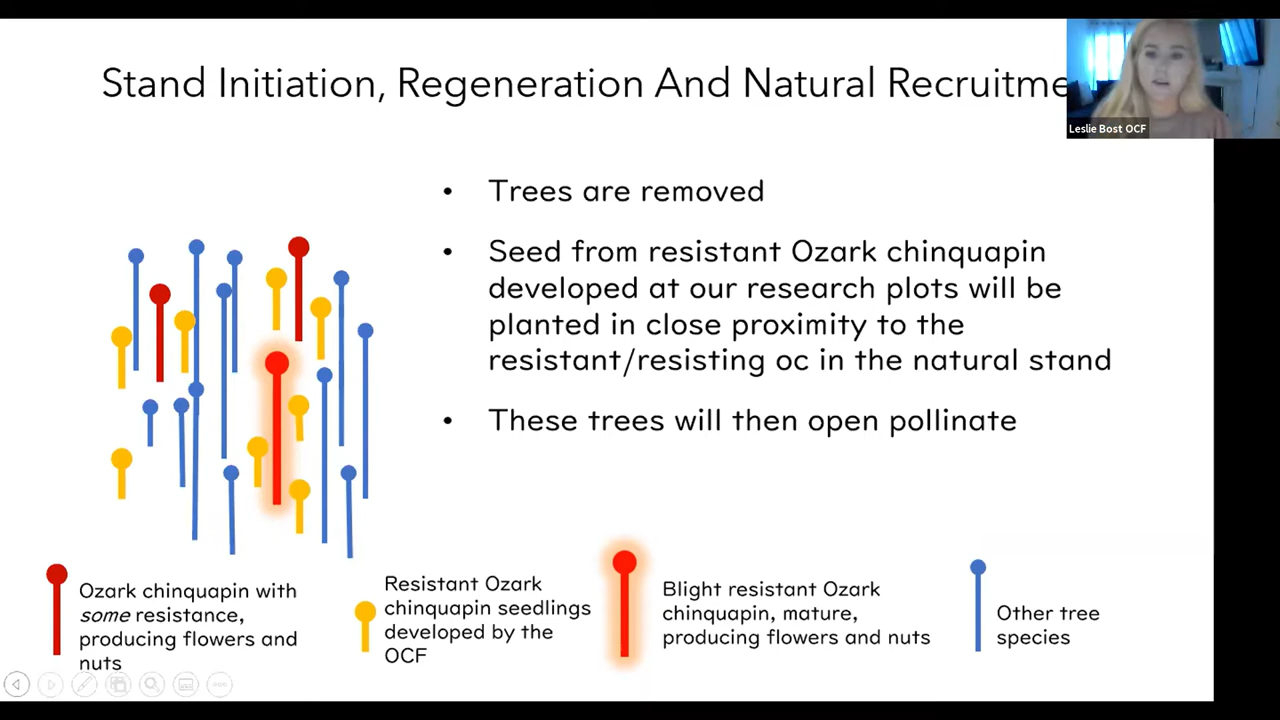 Stand Initiation, Regeneration And Natural Recruitme
Leslie Bost OCF
• Trees are removed
• Seed from resistant Ozark chinquapin
developed at our research plots will be
planted in close proximity to the
resistant/resisting oc in the natural stand
• These trees will then open pollinate
Ozark chinquapin with
some resistance,
producing flowers and
nuts
Resistant Ozark
chinquapin seedlings
developed by the
OCF
Blight resistant Ozark
chinquapin, mature,
producing flowers and nuts
Other tree
species